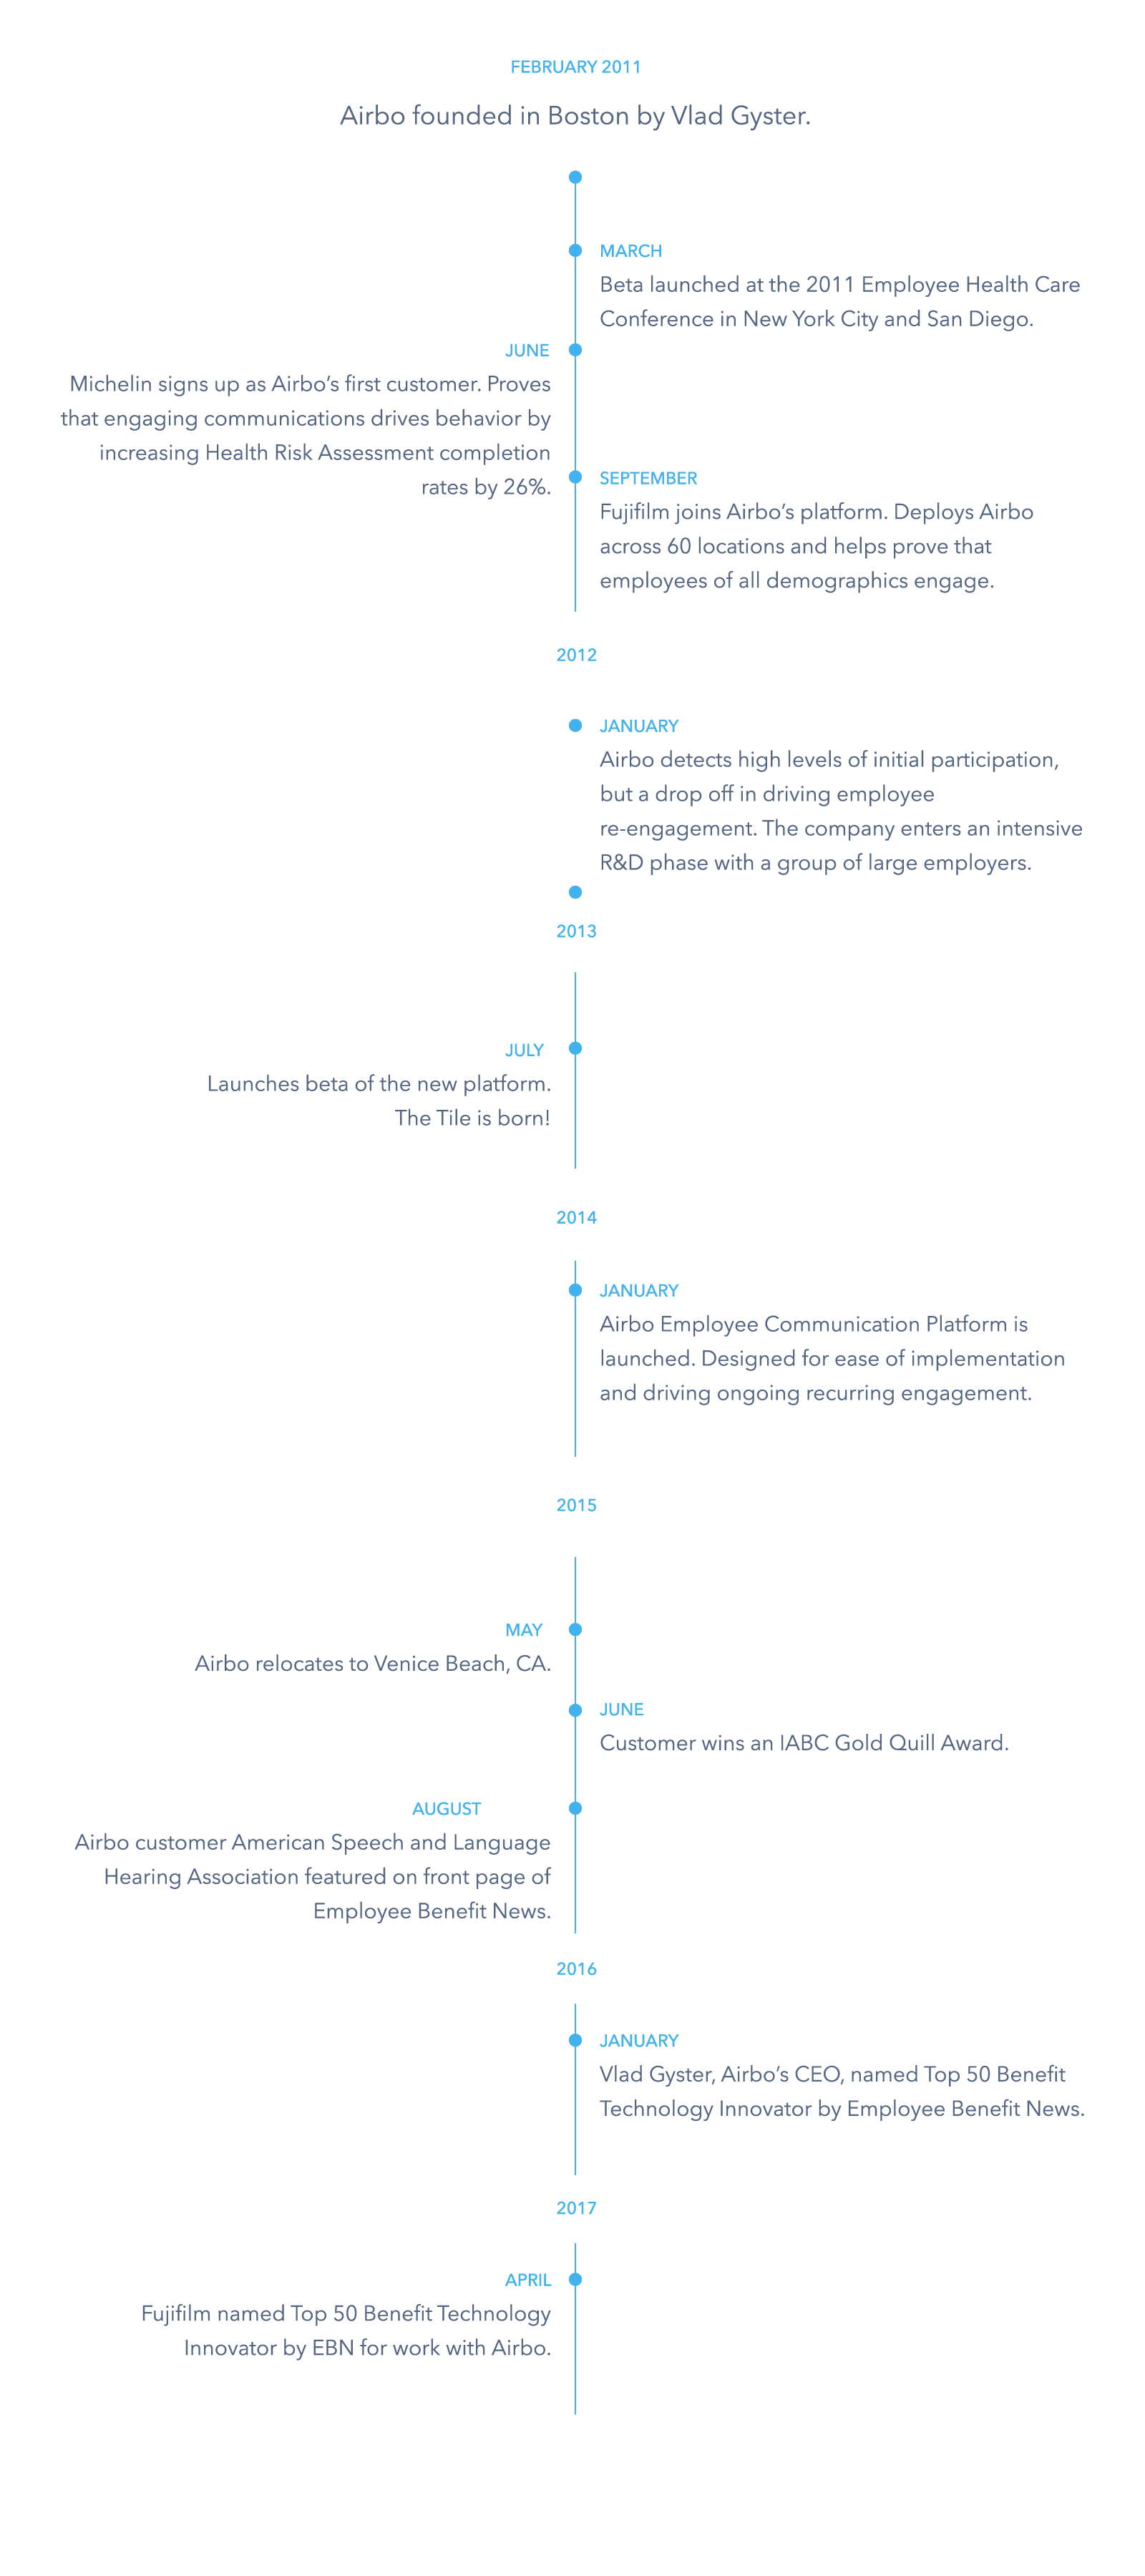 FEBRUARY 2011
Airbo founded in Boston by Vlad Gyster.
MARCH
Beta launched at the 2011 Employee Health Care
Conference in New York City and San Diego.
JUNE
Michelin signs up as Airbo’s first customer. Proves
that engaging communications drives behavior by
increasing Health Risk Assessment completion
rates by 26%.
SEPTEMBER
Fujifilm joins Airbo’s platform. Deploys Airbo
across 60 locations and helps prove that
employees of all demographics engage.
2012
JANUARY
Airbo detects high levels of initial participation,
but a drop off in driving employee
re-engagement. The company enters an intensive
R&D phase with a group of large employers.
2013
JULY
Launches beta of the new platform.
The Tile is born!
2014
JANUARY
Airbo Employee Communication Platform is
launched. Designed for ease of implementation
and driving ongoing recurring engagement.
2015
MAY
Airbo relocates to Venice Beach, CA.
JUNE
Customer wins an IABC Gold Quill Award.
AUGUST
Airbo customer American Speech and Language
Hearing Association featured on front page of
Employee Benefit News.
2016
JANUARY
Vlad Gyster, Airbo’s CEO, named Top 50 Benefit
Technology Innovator by Employee Benefit News.
2017
APRIL
Fujifilm named Top 50 Benefit Technology
Innovator by EBN for work with Airbo.